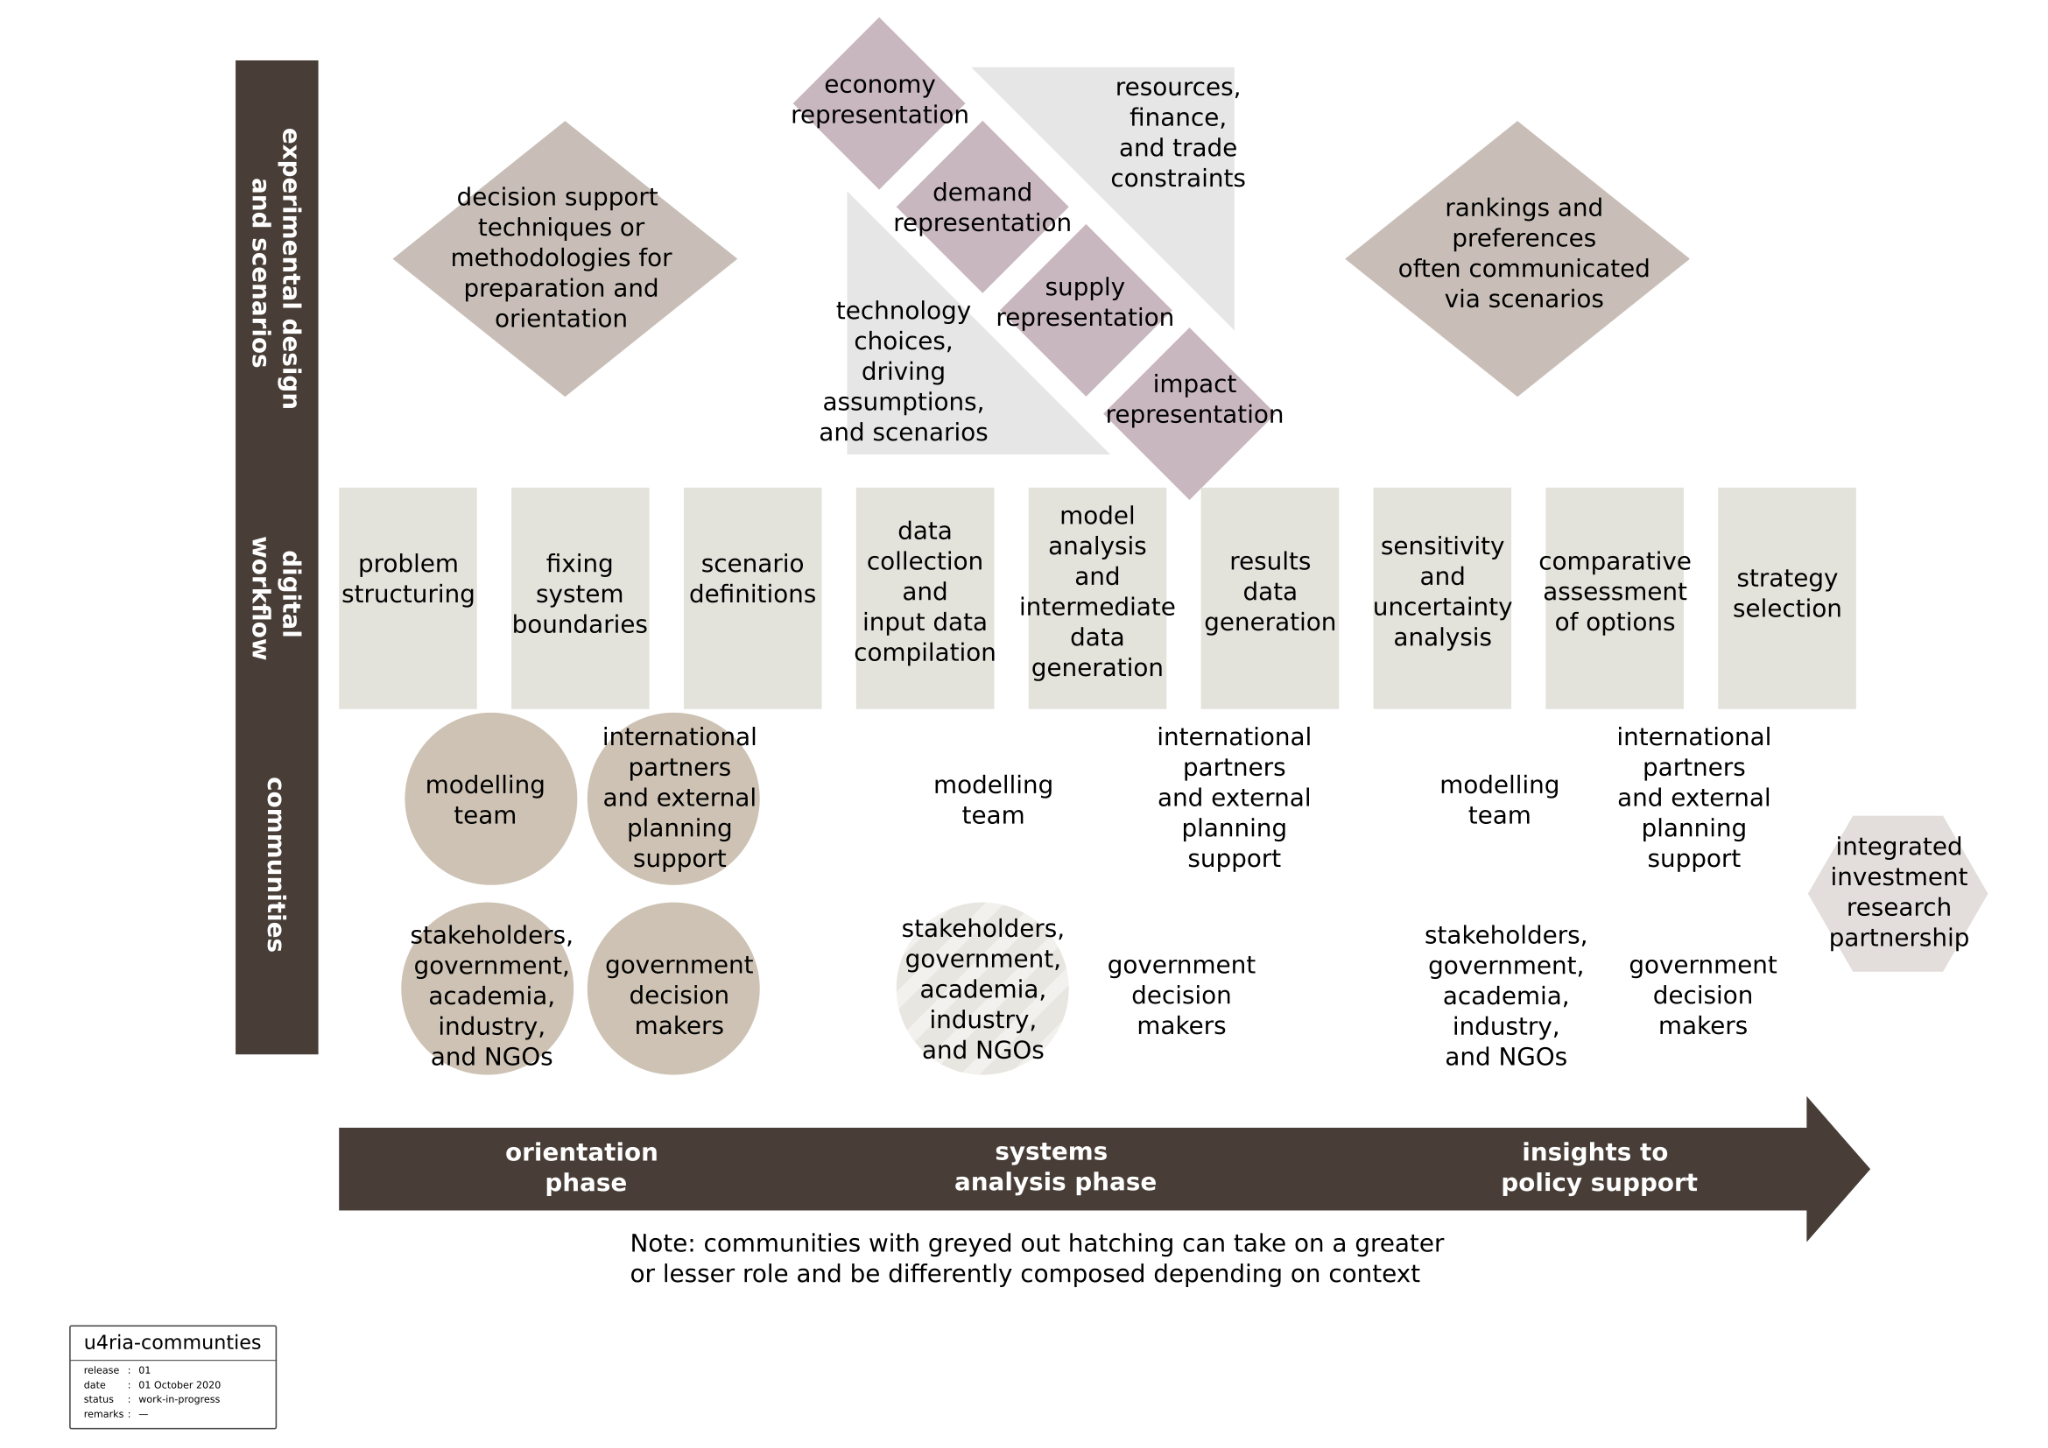 experimental design
and scenarios
decision support
techniques or
methodologies for
preparation and
orientation
economy
representation
demand
representation
supply
representation
impact
representation
resources,
finance,
and trade
constraints
technology
choices,
driving
assumptions,
and scenarios
rankings and
preferences
often communicated
via scenarios
digital
workflow
problem
structuring
fixing
system
boundaries
scenario
definitions
data
collection
and
input data
compilation
model
analysis
and
intermediate
data
generation
results
data
generation
sensitivity
and
uncertainty
analysis
comparative
assessment
of options
strategy
selection
communities
modelling
team
international
partners
and external
planning
support
stakeholders,
government,
academia,
industry,
and NGOs
government
decision
makers
modelling
team
international
partners
and external
planning
support
stakeholders,
government,
academia,
industry,
and NGOs
government
decision
makers
modelling
team
international
partners
and external
planning
support
stakeholders,
government,
academia,
industry,
and NGOs
government
decision
makers
integrated
investment
research
partnership
orientation
phase
systems
analysis phase
insights to
policy support
Note: communities with greyed out hatching can take on a greater
or lesser role and be differently composed depending on context
u4ria-communties
release : 01
date : 01 October 2020
status : work-in-progress
remarks : —